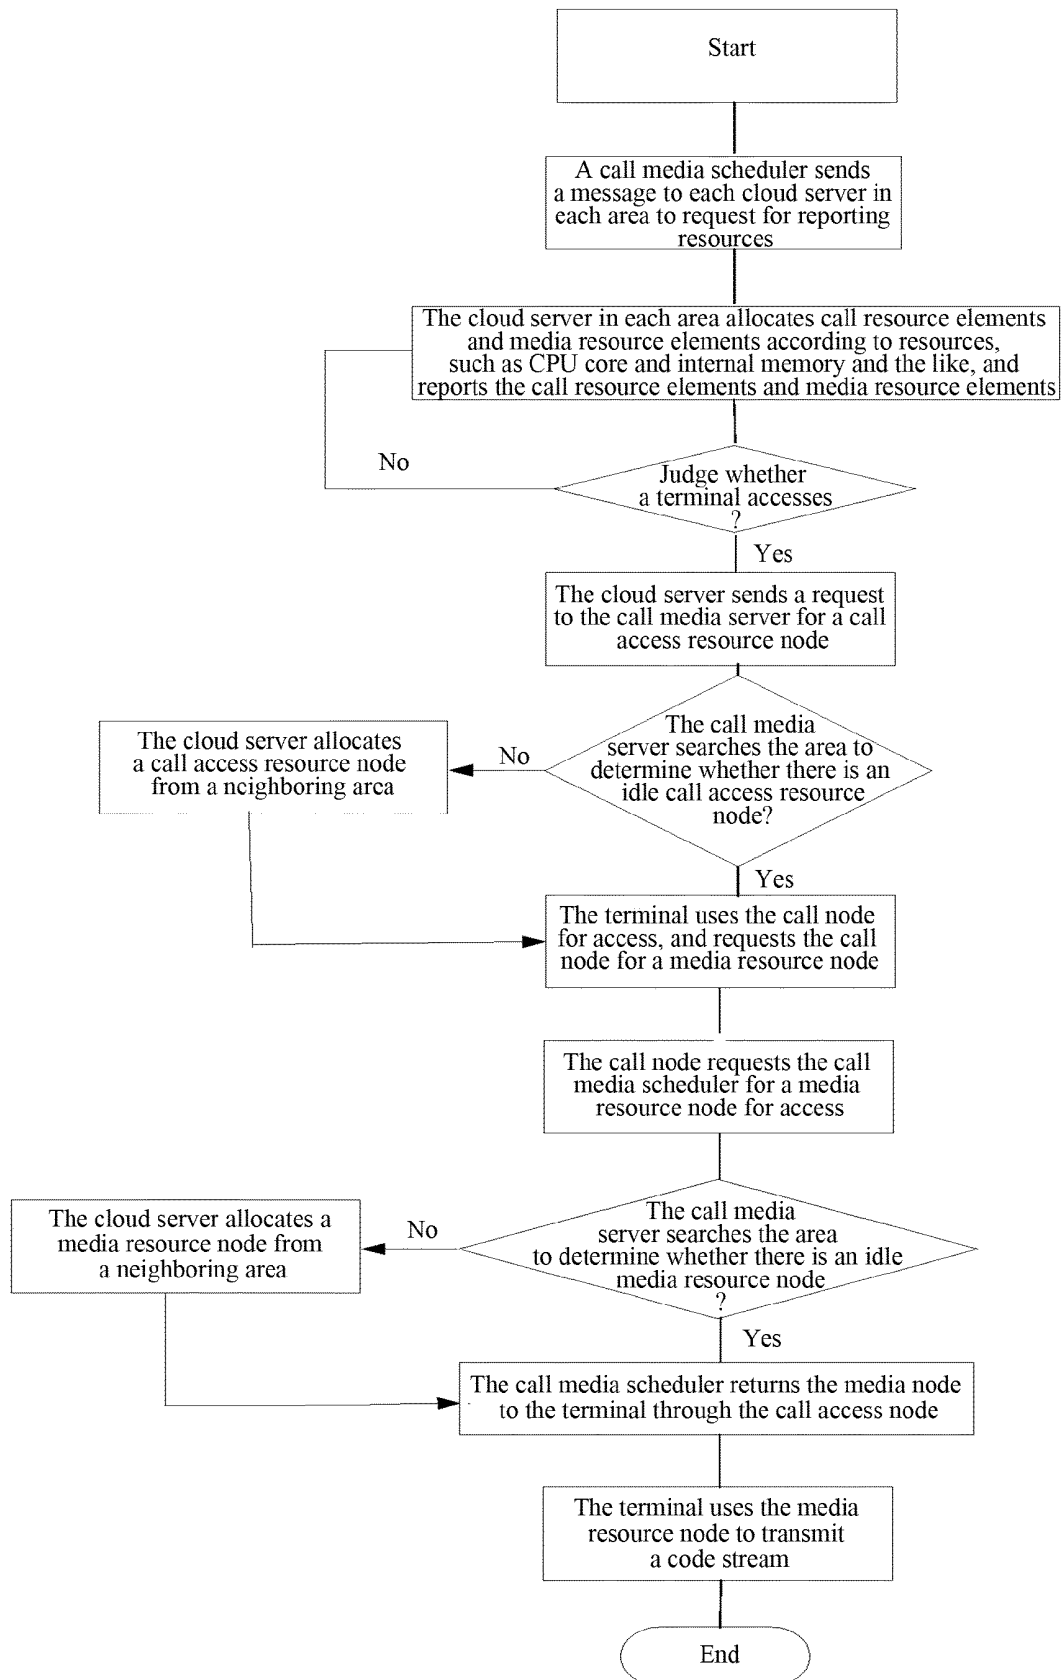 Start
A call media scheduler sends
a message to each cloud server in
each area to request for reporting
resources
The cloud server in each area allocates call resource elements
and media resource elements according to resources,
such as CPU core and internal memory and the like, and
reports the call resource elements and media resource elements
No
Judge whether
a terminal accesses
?
Yes
The cloud server sends a request
to the call media server for a call
access resource node
The call media
server searches the area to
determine whether there is an
idle call access resource
node?
No
The cloud server allocates
a call access resource node
from a neighboring area
Yes
The terminal uses the call node
for access, and requests the call
node for a media resource node
The call node requests the call
media scheduler for a media
resource node for access
The call media
server searches the area
to determine whether there is an idle
media resource node
?
No
The cloud server allocates a
media resource node from
a neighboring area
Yes
The call media scheduler returns the media node
to the terminal through the call access node
The terminal uses the media
resource node to transmit
a code stream
End